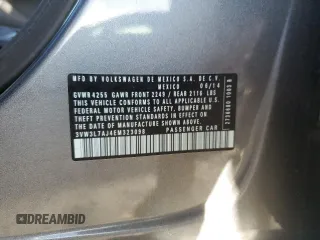 MFD. BY VOLKSWAGEN DE MEXICO S.A. DE C.V.
MEXICO 06/14
GVWR 4255 GAWR FRONT 2249 / REAR 2116 LBS
THIS VEHICLE CONFORMS TO ALL APPLICABLE U.S.
FEDERAL MOTOR VEHICLE SAFETY, BUMPER, AND
THEFT PREVENTION STANDARDS IN EFFECT ON
THE DATE OF MANUFACTURE SHOWN ABOVE.
3VW3L7AJ4EM323098 PASSENGER CAR
DREAMBID